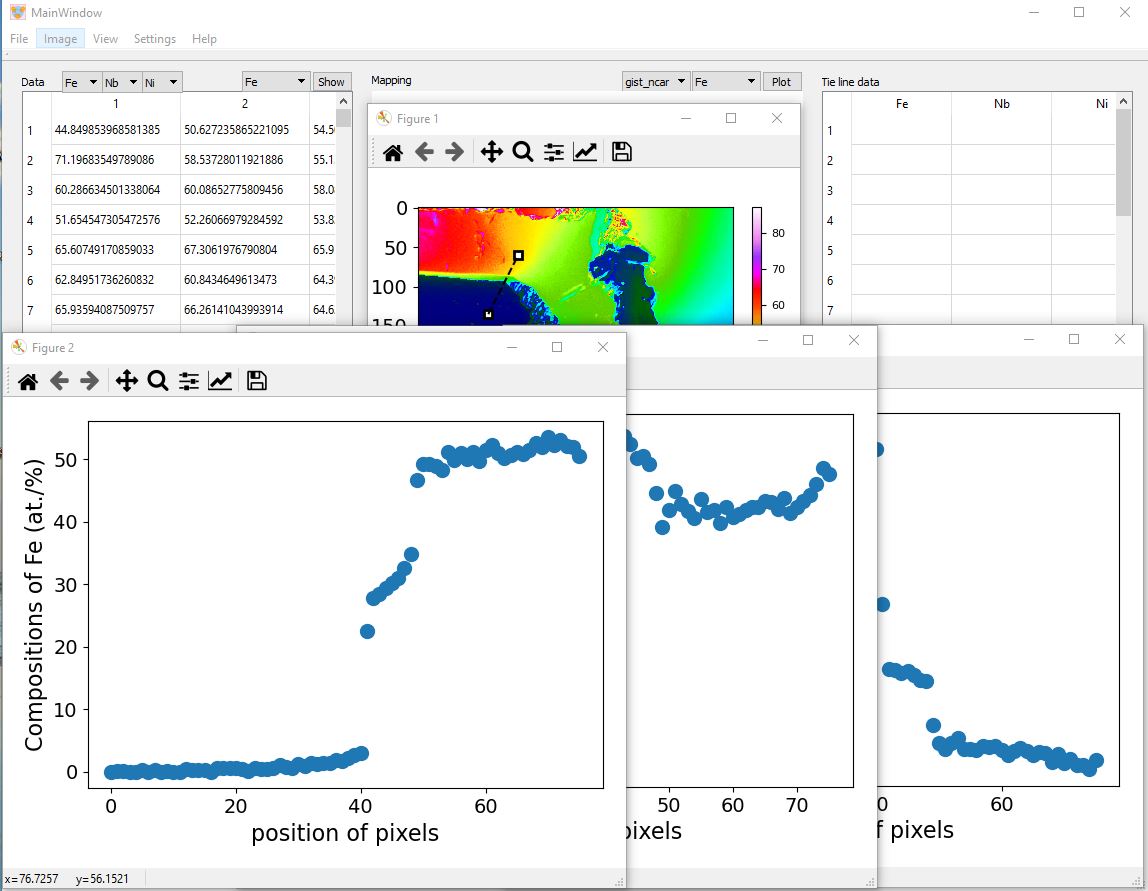 MainWindow
File Image View Settings Help
Data Fe Nb Ni Fe Show Mapping gist_ncar Fe Plot Tie line data
1 2 Fe Nb Ni
1 44.849853968581385 50.627235865221095 54.5 1
2 71.19683549789086 58.53728011921886 55.1 2
3 60.286634501338064 60.08652775809456 58.0 3
4 51.654547305472576 52.26066979284592 53.8 4
5 65.60749170859033 67.3061976790804 65.9 5
6 62.84951736260832 60.8434649613473 64.3 6
7 65.93594087509757 66.26141043993914 64.6 7
Figure 1
0
50
100
150
80
70
60
Figure 2
50
40
30
20
10
0
0 20 40 60
position of pixels
Compositions of Fe (at./%)
x=76.7257 y=56.1521
50 60 70
pixels
0 60
f pixels